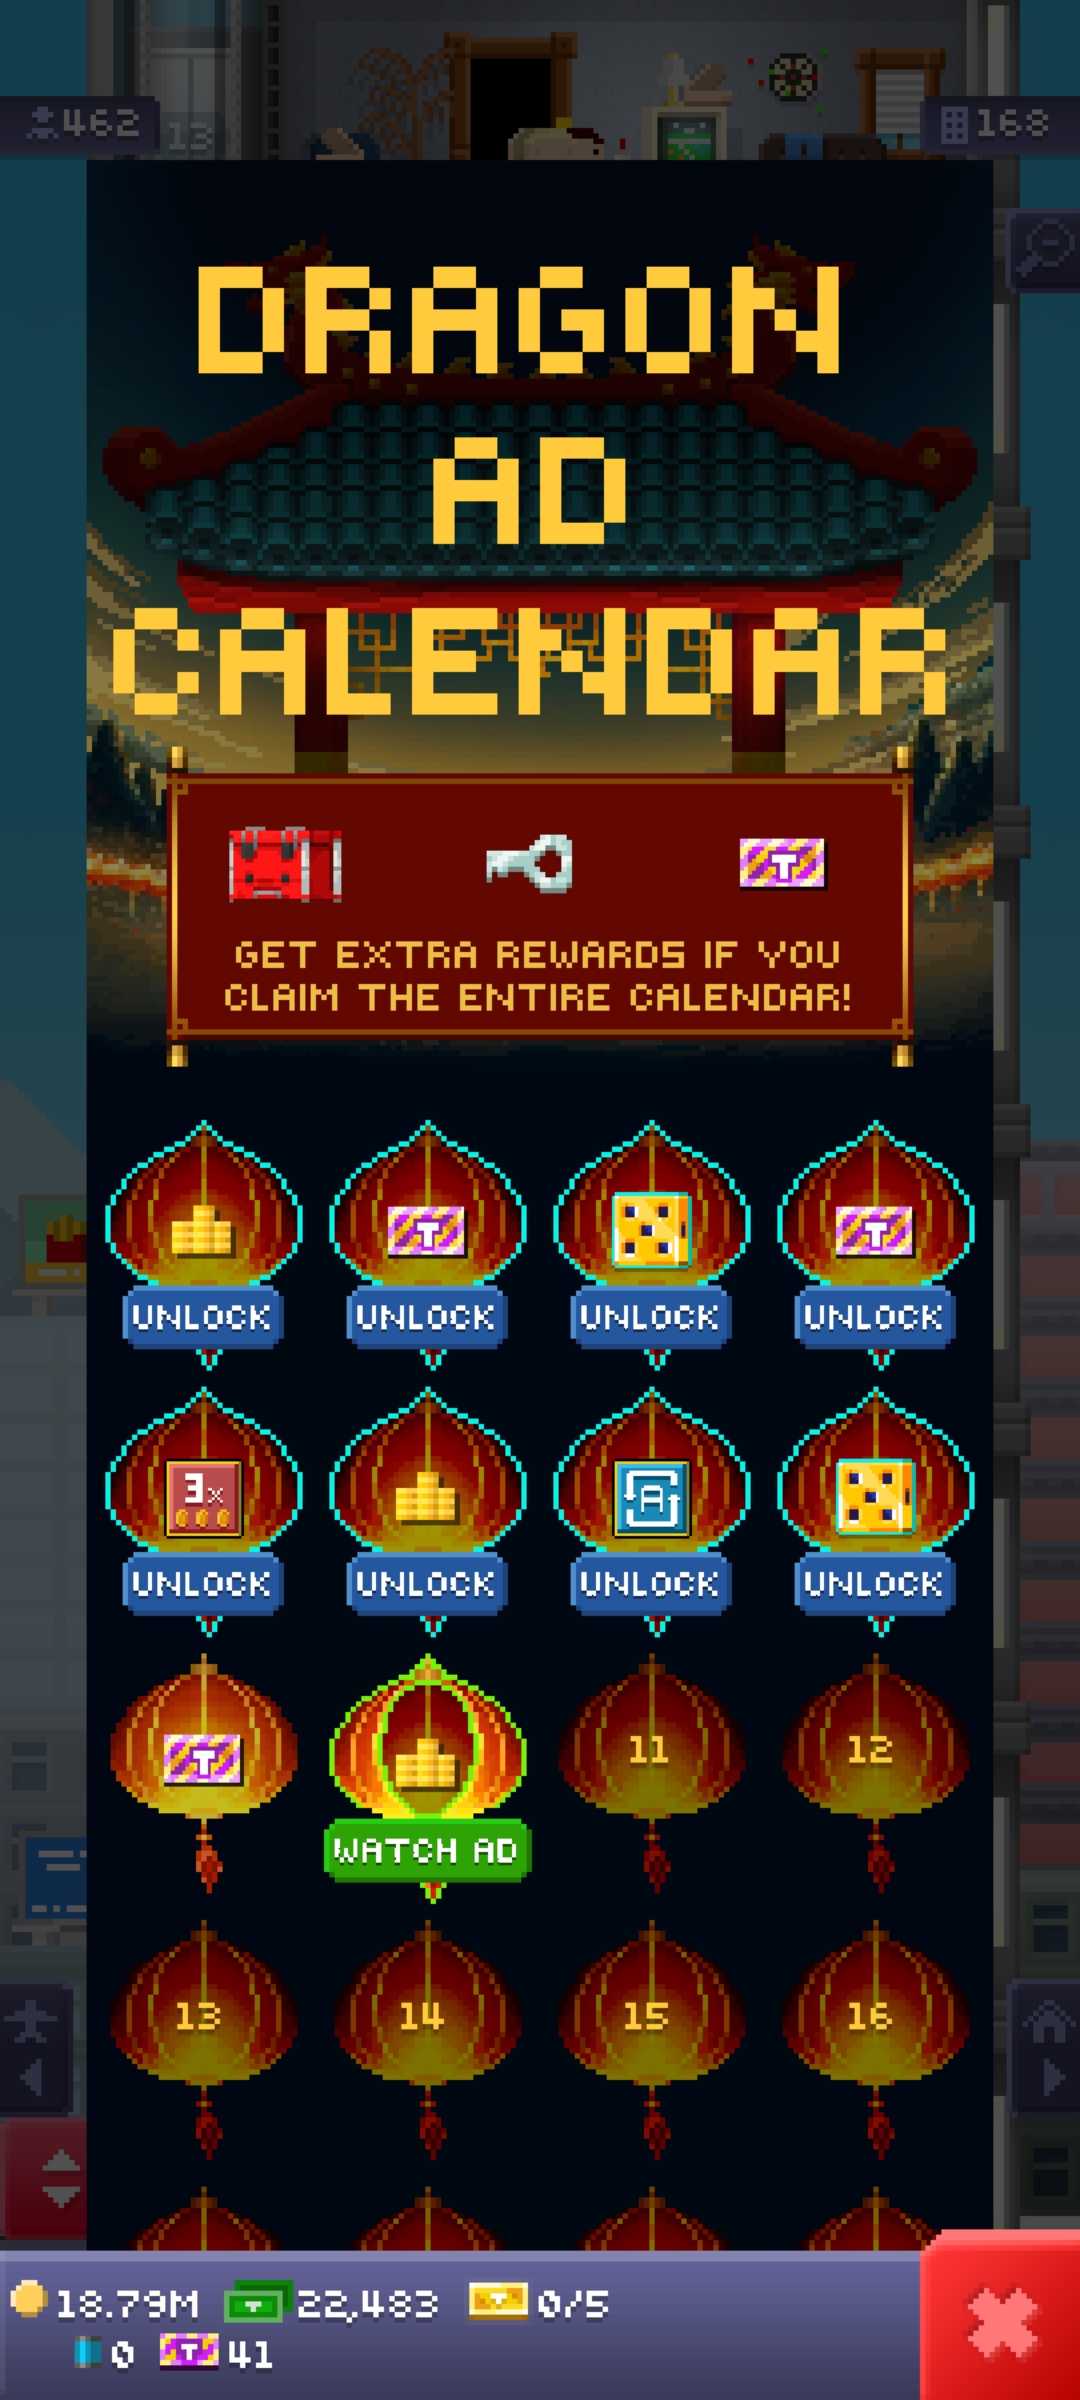 462
13
168
DRAGON
AD
CALENDAR
T
GET EXTRA REWARDS IF YOU
CLAIM THE ENTIRE CALENDAR!
T
T
UNLOCK UNLOCK UNLOCK UNLOCK
3x
A
UNLOCK UNLOCK UNLOCK UNLOCK
T
11 12
WATCH AD
13 14 15 16
18.79M T 22,483 T 0/5
0 T 41